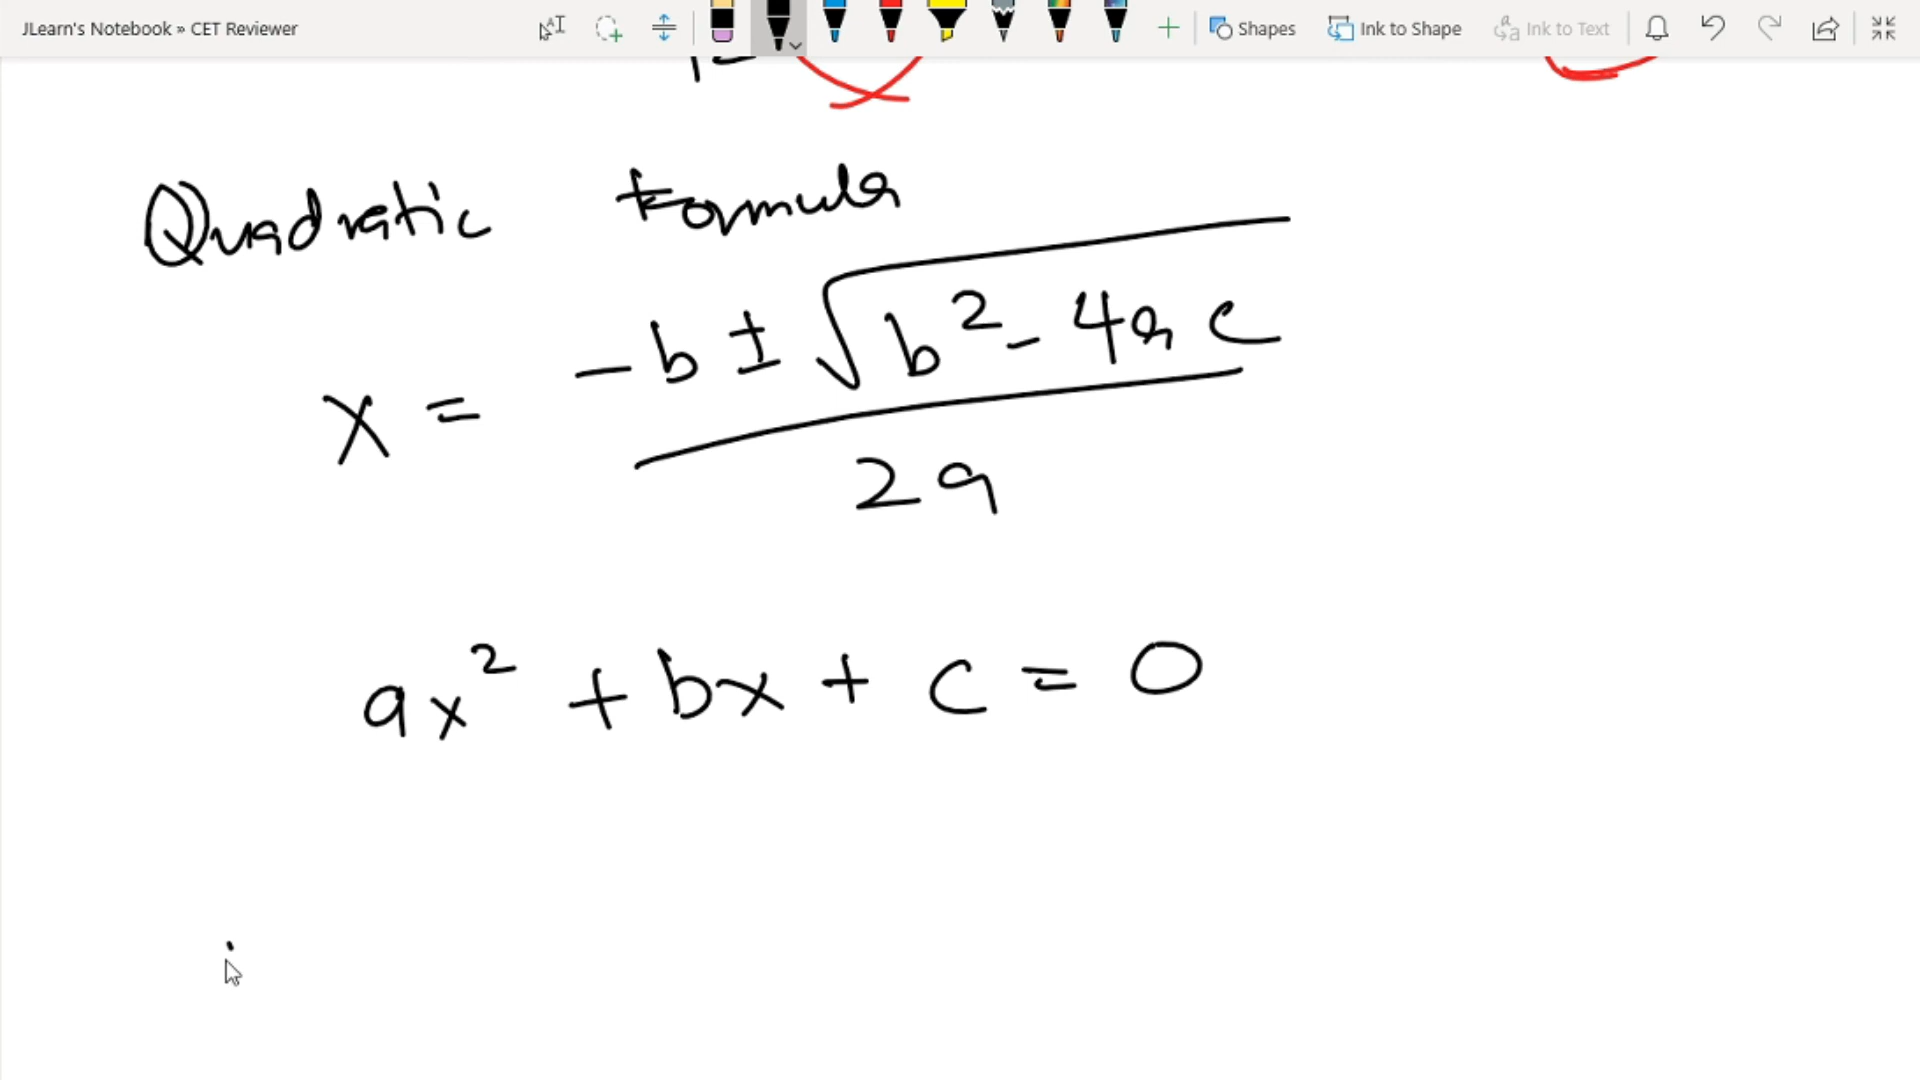 JLearn's Notebook » CET Reviewer
Shapes
Ink to Shape
Ink to Text
Quadratic Formula
x = -b ± √b² - 4ac
2a
ax² + bx + c = 0